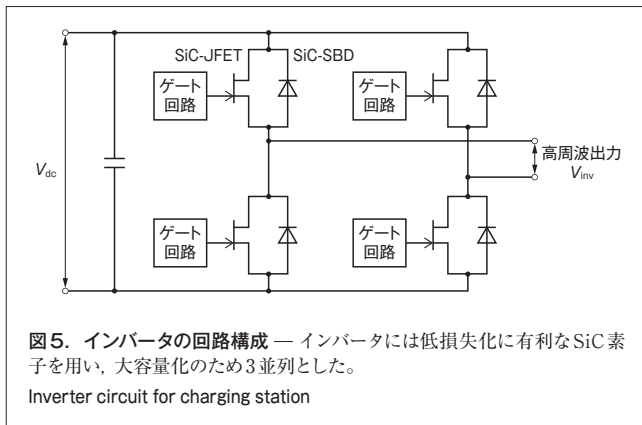 SiC-JFET
SiC-SBD
ゲート
回路
ゲート
回路
V_dc
高周波出力
V_inv
ゲート
回路
ゲート
回路
図5．インバータの回路構成 — インバータには低損失化に有利なSiC素
子を用い，大容量化のため3並列とした。
Inverter circuit for charging station